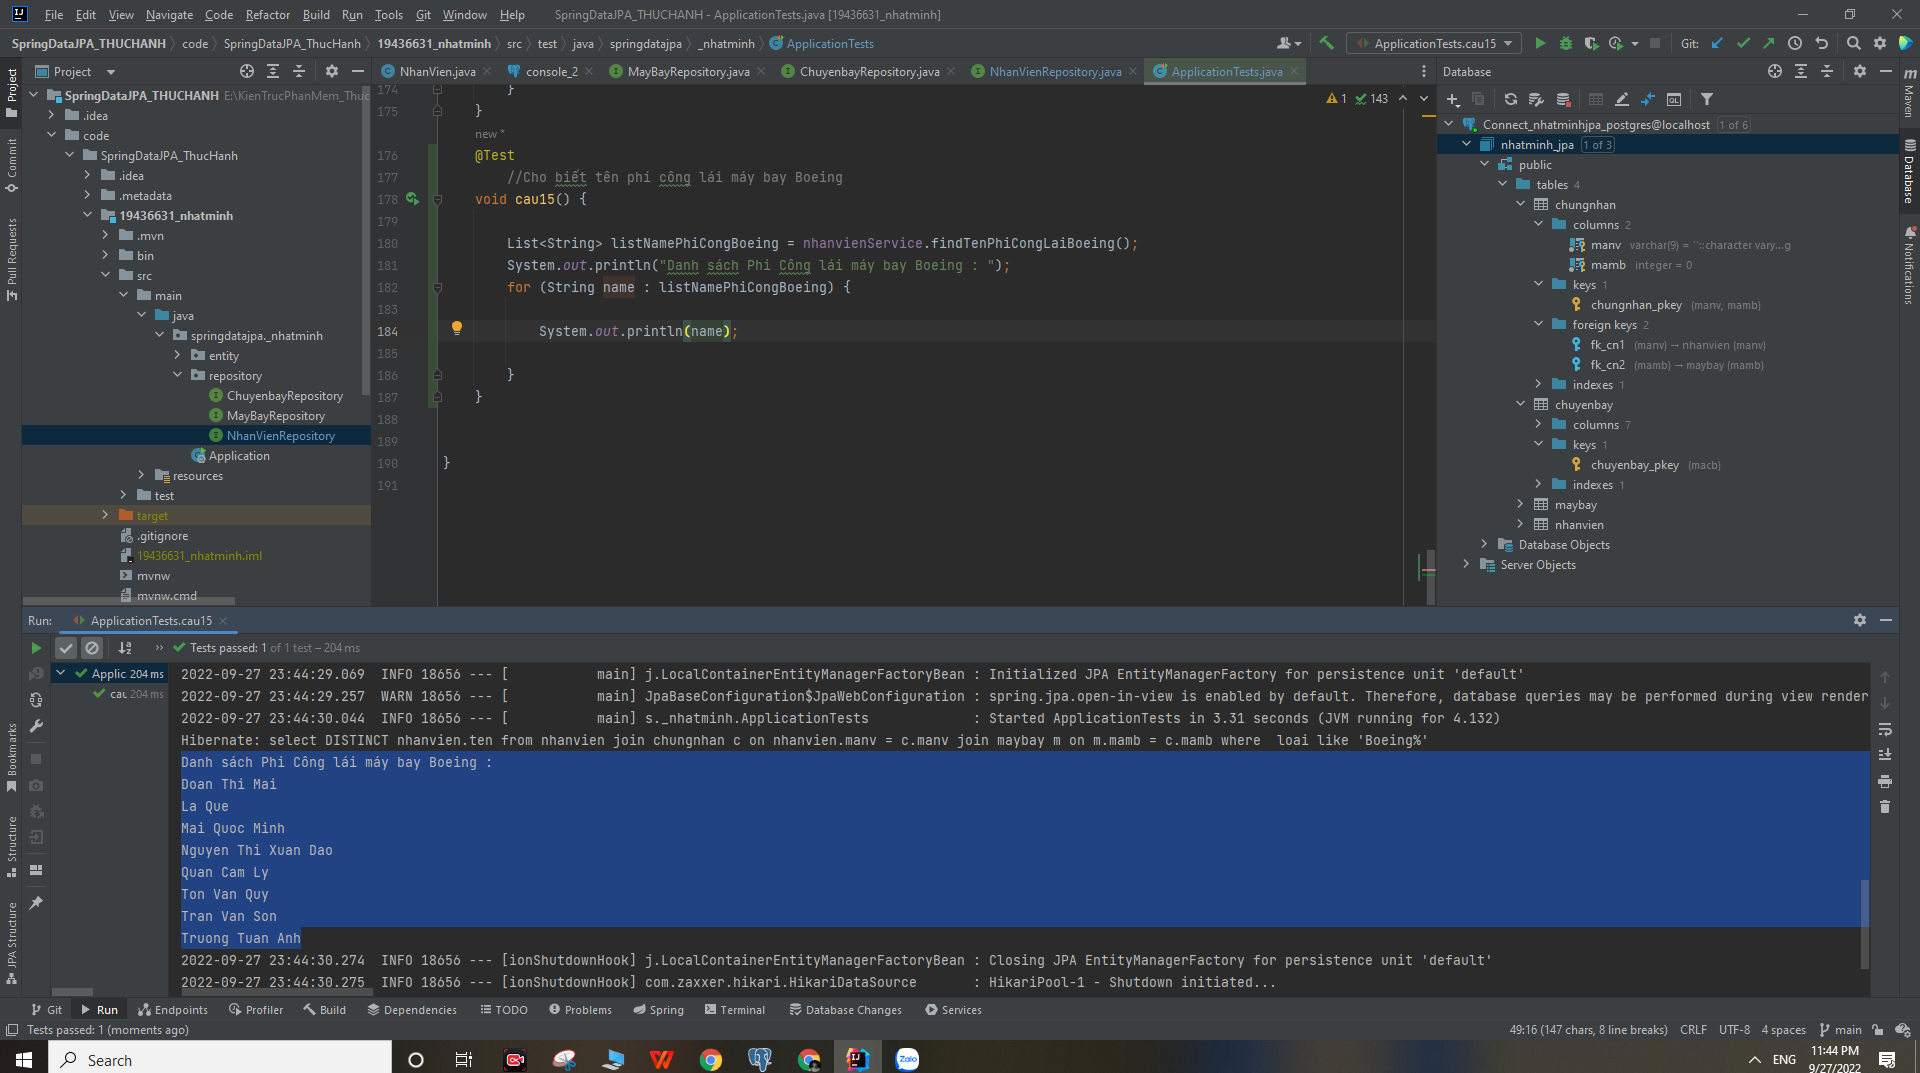 File Edit View Navigate Code Refactor Build Run Tools Git Window Help SpringDataJPA_THUCHANH - ApplicationTests.java [19436631_nhatminh]
SpringDataJPA_THUCHANH code SpringDataJPA_ThucHanh 19436631_nhatminh src test java springdatajpa _nhatminh ApplicationTests ApplicationTests.cau15 Git:
Project
Commit
Pull Requests
Bookmarks
Structure
JPA Structure
Project
SpringDataJPA_THUCHANH E:\KienTrucPhanMem_Thuc
.idea
code
SpringDataJPA_ThucHanh
.idea
.metadata
19436631_nhatminh
.mvn
bin
src
main
java
springdatajpa._nhatminh
entity
repository
ChuyenbayRepository
MayBayRepository
NhanVienRepository
Application
resources
test
target
.gitignore
19436631_nhatminh.iml
mvnw
mvnw.cmd
NhanVien.java console_2 MayBayRepository.java ChuyenbayRepository.java NhanVienRepository.java ApplicationTests.java
1 143
174 }
175 }
new *
176 @Test
177 //Cho biết tên phi công lái máy bay Boeing
178 void cau15() {
179
180 List<String> listNamePhiCongBoeing = nhanvienService.findTenPhiCongLaiBoeing();
181 System.out.println("Danh sách Phi Công lái máy bay Boeing : ");
182 for (String name : listNamePhiCongBoeing) {
183
184 System.out.println(name);
185
186 }
187 }
188
189
190 }
191
Database
Connect_nhatminhjpa_postgres@localhost 1 of 6
nhatminh_jpa 1 of 3
public
tables 4
chungnhan
columns 2
manv varchar(9) = ''::character vary...g
mamb integer = 0
keys 1
chungnhan_pkey (manv, mamb)
foreign keys 2
fk_cn1 (manv) → nhanvien (manv)
fk_cn2 (mamb) → maybay (mamb)
indexes 1
chuyenbay
columns 7
keys 1
chuyenbay_pkey (macb)
indexes 1
maybay
nhanvien
Database Objects
Server Objects
Maven
Database
Notifications
Run: ApplicationTests.cau15
Tests passed: 1 of 1 test – 204 ms
Applic 204 ms
cau 204 ms
2022-09-27 23:44:29.069 INFO 18656 --- [ main] j.LocalContainerEntityManagerFactoryBean : Initialized JPA EntityManagerFactory for persistence unit 'default'
2022-09-27 23:44:29.257 WARN 18656 --- [ main] JpaBaseConfiguration$JpaWebConfiguration : spring.jpa.open-in-view is enabled by default. Therefore, database queries may be performed during view render
2022-09-27 23:44:30.044 INFO 18656 --- [ main] s._nhatminh.ApplicationTests : Started ApplicationTests in 3.31 seconds (JVM running for 4.132)
Hibernate: select DISTINCT nhanvien.ten from nhanvien join chungnhan c on nhanvien.manv = c.manv join maybay m on m.mamb = c.mamb where loai like 'Boeing%'
Danh sách Phi Công lái máy bay Boeing :
Doan Thi Mai
La Que
Mai Quoc Minh
Nguyen Thi Xuan Dao
Quan Cam Ly
Ton Van Quy
Tran Van Son
Truong Tuan Anh
2022-09-27 23:44:30.274 INFO 18656 --- [ionShutdownHook] j.LocalContainerEntityManagerFactoryBean : Closing JPA EntityManagerFactory for persistence unit 'default'
2022-09-27 23:44:30.275 INFO 18656 --- [ionShutdownHook] com.zaxxer.hikari.HikariDataSource : HikariPool-1 - Shutdown initiated...
Git Run Endpoints Profiler Build Dependencies TODO Problems Spring Terminal Database Changes Services
Tests passed: 1 (moments ago) 49:16 (147 chars, 8 line breaks) CRLF UTF-8 4 spaces main
Search Zalo ENG 11:44 PM
9/27/2022